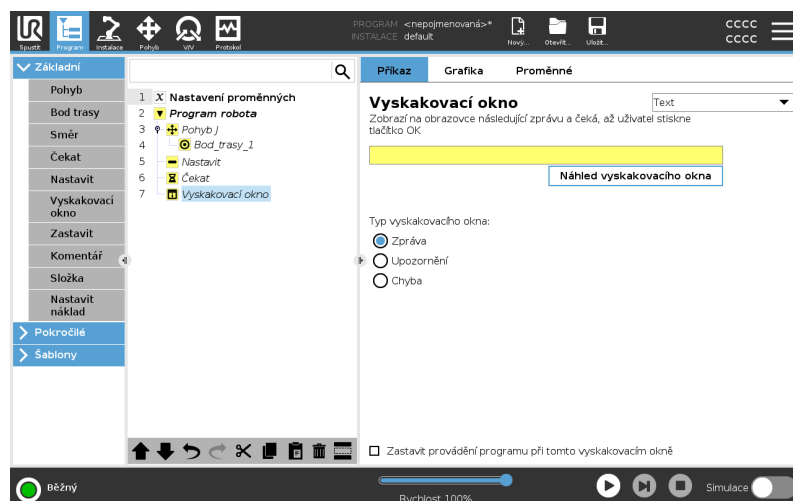 UR
Spustit
Program
Instalace
Pohyb
V/V
Protokol
PROGRAM <nepojmenovaná>*
INSTALACE default
Nový...
Otevřít...
Uložit...
CCCC
CCCC
Základní
Pohyb
Bod trasy
Směr
Čekat
Nastavit
Vyskakovací
okno
Zastavit
Komentář
Složka
Nastavit
náklad
Pokročilé
Šablony
1 X Nastavení proměnných
2 Program robota
3 Pohyb J
4 Bod_trasy_1
5 Nastavit
6 Čekat
7 Vyskakovací okno
Příkaz
Grafika
Proměnné
Vyskakovací okno
Text
Zobrazí na obrazovce následující zprávu a čeká, až uživatel stiskne
tlačítko OK
Náhled vyskakovacího okna
Typ vyskakovacího okna:
Zpráva
Upozornění
Chyba
Zastavit provádění programu při tomto vyskakovacím okně
Běžný
Rychlost 100%
Simulace